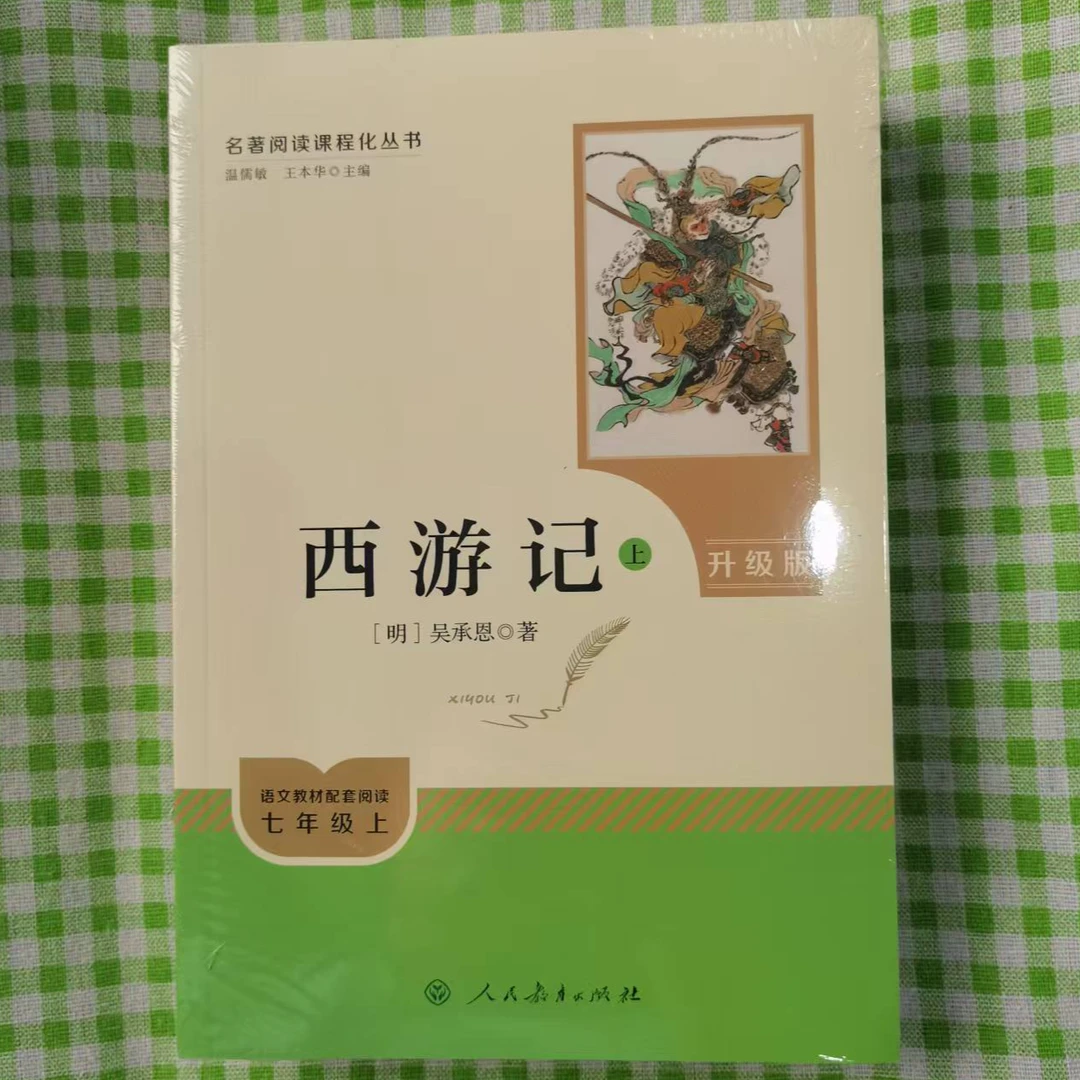 名著阅读课程化丛书
温儒敏 王本华◎主编
西游记 上
升级版
[明]吴承恩◎著
XIYOU JI
语文教材配套阅读
七年级上
人民教育出版社